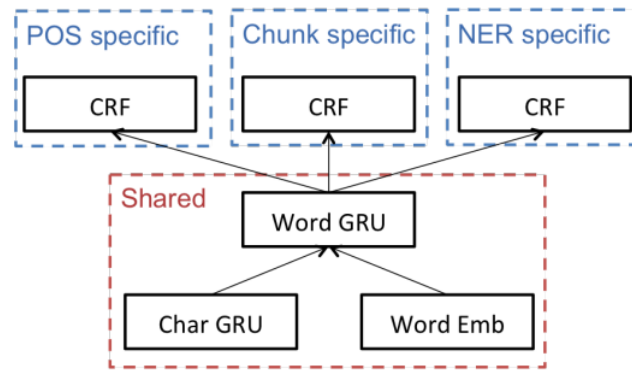 POS specific
Chunk specific
NER specific
CRF
CRF
CRF
Shared
Word GRU
Char GRU
Word Emb